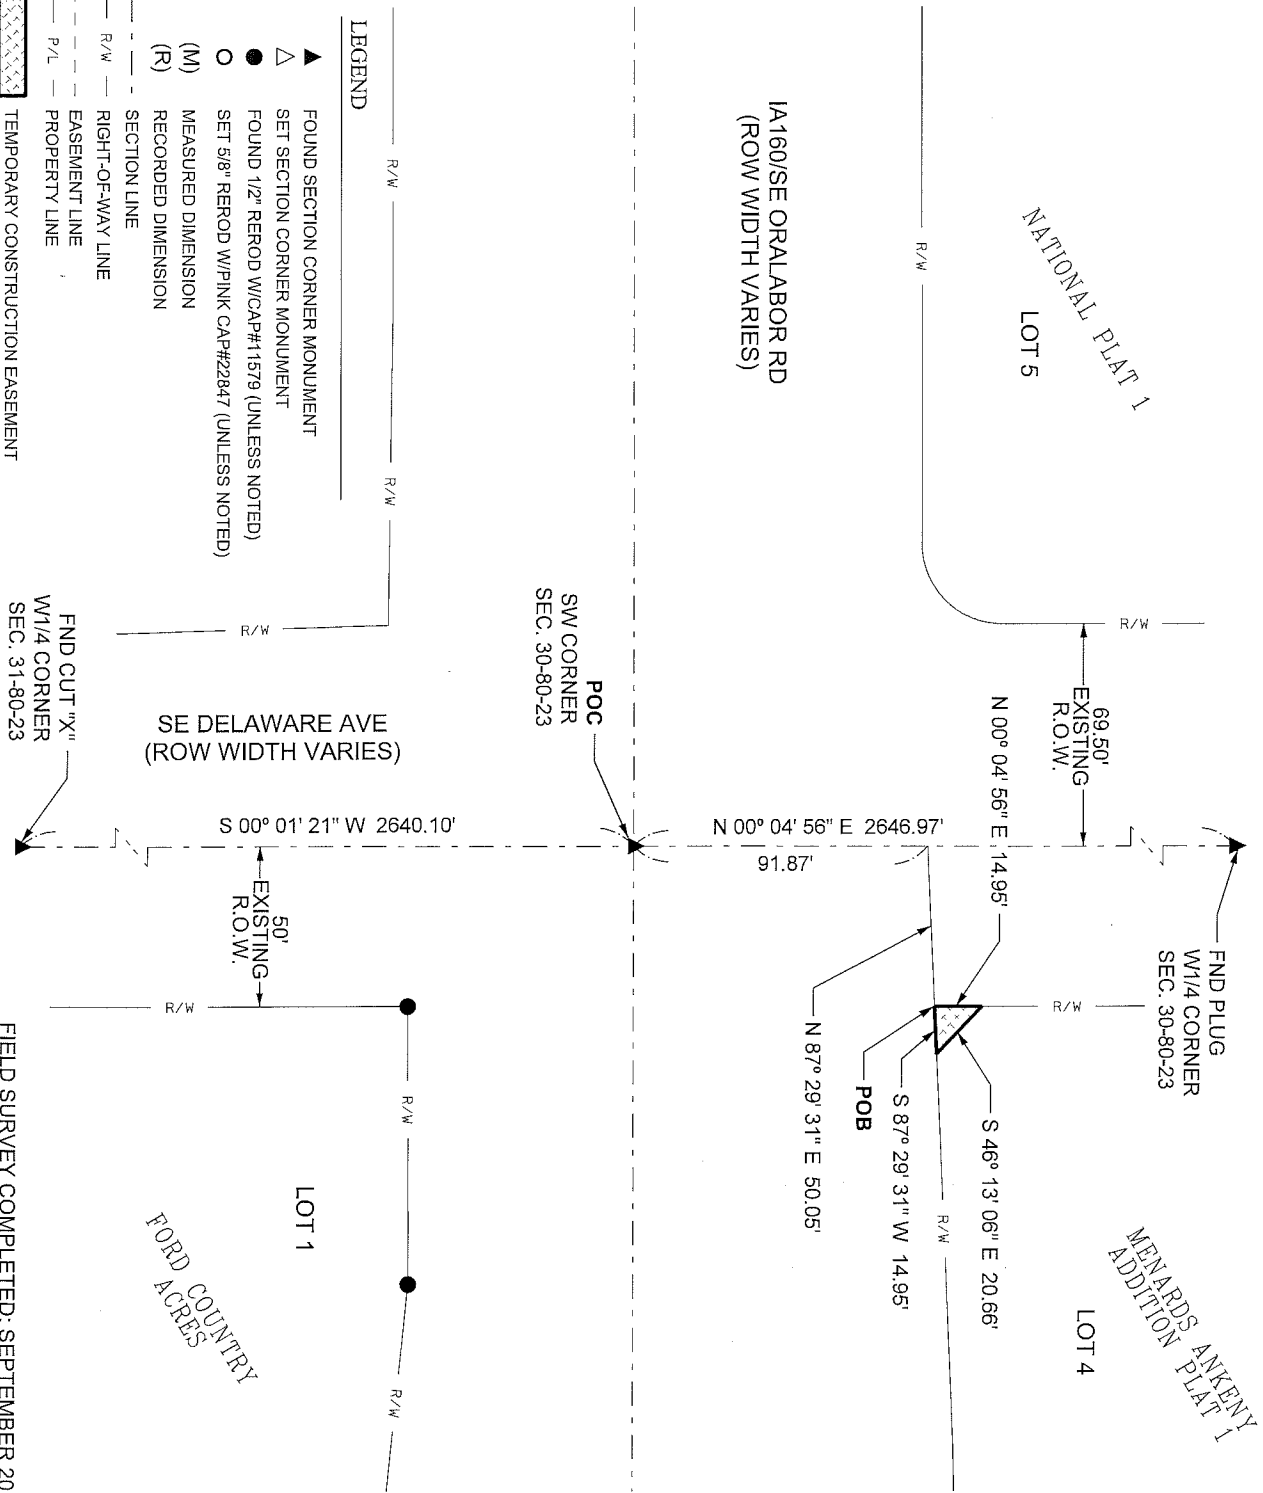 NATIONAL PLAT 1
LOT 5
IA160/SE ORALABOR RD
(ROW WIDTH VARIES)
R/W
R/W
69.50'
EXISTING
R.O.W.
N 00° 04' 56" E 14.95'
FND PLUG
W1/4 CORNER
SEC. 30-80-23
R/W
S 46° 13' 06" E 20.66'
S 87° 29' 31" W 14.95'
POB
N 87° 29' 31" E 50.05'
R/W
MENARDS ANKENY
ADDITION PLAT 1
LOT 4
N 00° 04' 56" E 2646.97'
91.87'
POC
SW CORNER
SEC. 30-80-23
S 00° 01' 21" W 2640.10'
SE DELAWARE AVE
(ROW WIDTH VARIES)
R/W
R/W
R/W
50'
EXISTING
R.O.W.
R/W
R/W
R/W
LOT 1
FORD COUNTRY
ACRES
FND CUT "X"
W1/4 CORNER
SEC. 31-80-23
LEGEND
FOUND SECTION CORNER MONUMENT
SET SECTION CORNER MONUMENT
FOUND 1/2" REROD W/CAP#11579 (UNLESS NOTED)
SET 5/8" REROD W/PINK CAP#22847 (UNLESS NOTED)
(M) MEASURED DIMENSION
(R) RECORDED DIMENSION
SECTION LINE
R/W RIGHT-OF-WAY LINE
EASEMENT LINE
P/L PROPERTY LINE
TEMPORARY CONSTRUCTION EASEMENT
FIELD SURVEY COMPLETED: SEPTEMBER 20